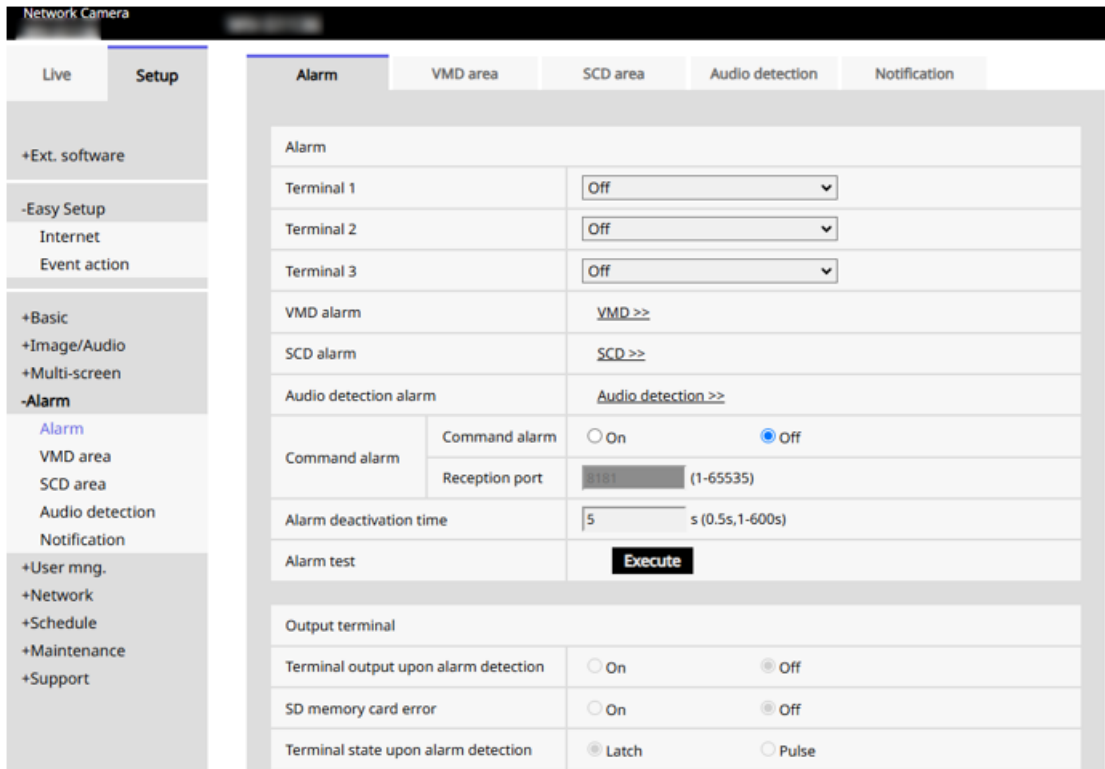 Network Camera
Live
Setup
+Ext. software
-Easy Setup
Internet
Event action
+Basic
+Image/Audio
+Multi-screen
-Alarm
Alarm
VMD area
SCD area
Audio detection
Notification
+User mng.
+Network
+Schedule
+Maintenance
+Support
Alarm VMD area SCD area Audio detection Notification
Alarm
Terminal 1 Off
Terminal 2 Off
Terminal 3 Off
VMD alarm VMD >>
SCD alarm SCD >>
Audio detection alarm Audio detection >>
Command alarm
Command alarm On Off
Reception port 8181 (1-65535)
Alarm deactivation time 5 s (0.5s,1-600s)
Alarm test Execute
Output terminal
Terminal output upon alarm detection On Off
SD memory card error On Off
Terminal state upon alarm detection Latch Pulse